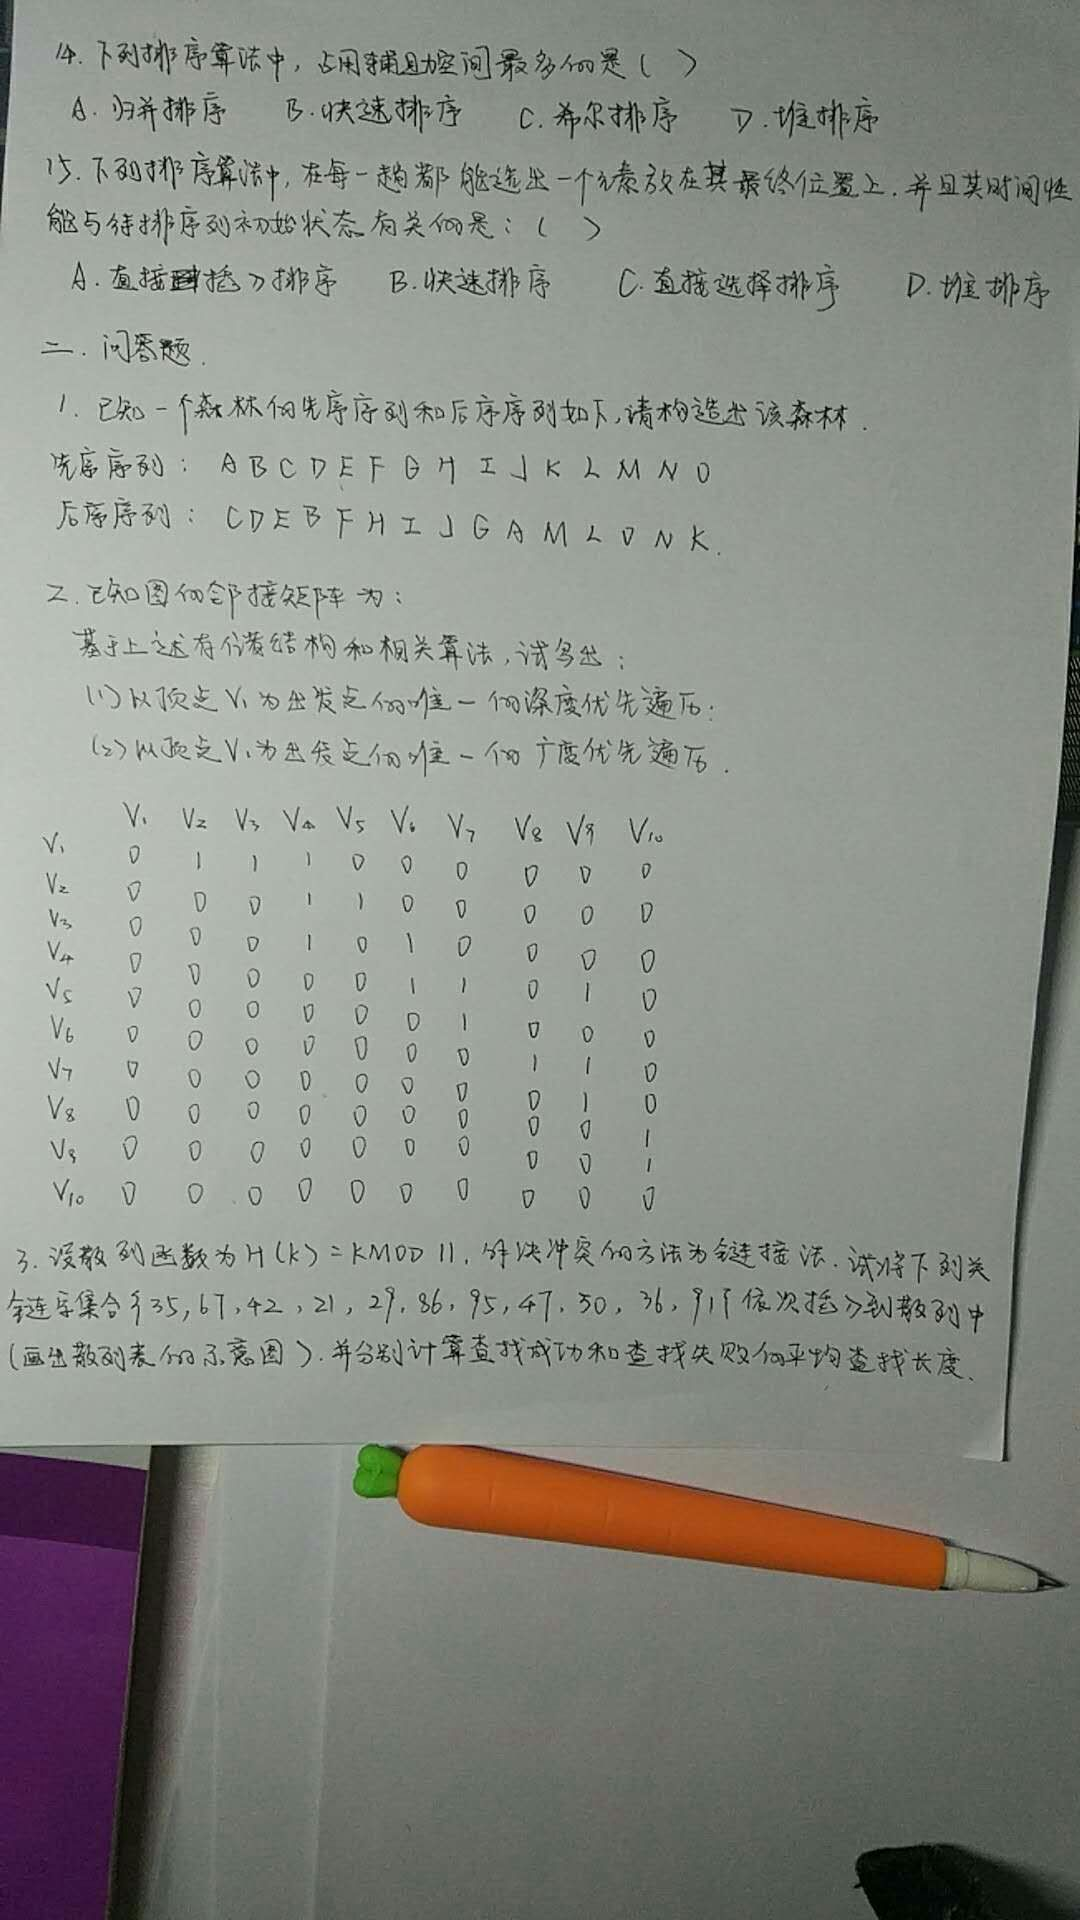 14. 下列排序算法中，占用辅助空间最多的是（ ）
A. 归并排序 B. 快速排序 C. 希尔排序 D. 堆排序
15. 下列排序算法中，在每一趟都能选出一个元素放在其最终位置上，并且其时间性
能与待排序列初始状态有关的是：（ ）
A. 直接插入排序 B. 快速排序 C. 直接选择排序 D. 堆排序
二. 问答题.
1. 已知一个森林的先序序列和后序序列如下，请构造出该森林.
先序序列： A B C D E F G H I J K L M N O
后序序列： C D E B F H I J G A M L O N K.
2. 已知图的邻接矩阵为：
基于上述存储结构和相关算法，试写出：
(1) 以顶点V₁为出发点的唯一的深度优先遍历；
(2) 以顶点V₁为出发点的唯一的广度优先遍历.
V₁ V₂ V₃ V₄ V₅ V₆ V₇ V₈ V₉ V₁₀
V₁ 0 1 1 1 0 0 0 0 0 0
V₂ 0 0 0 1 1 0 0 0 0 0
V₃ 0 0 0 1 0 1 0 0 0 0
V₄ 0 0 0 0 0 1 1 0 1 0
V₅ 0 0 0 0 0 0 1 0 0 0
V₆ 0 0 0 0 0 0 0 1 1 0
V₇ 0 0 0 0 0 0 0 0 1 0
V₈ 0 0 0 0 0 0 0 0 0 1
V₉ 0 0 0 0 0 0 0 0 0 1
V₁₀ 0 0 0 0 0 0 0 0 0 0
3. 设散列函数为H(K)=K MOD 11，解决冲突的方法为链接法. 试将下列关
键字集合{35, 67, 42, 21, 29, 86, 95, 47, 50, 36, 91}依次插入到散列中
(画出散列表的示意图). 并分别计算查找成功和查找失败的平均查找长度.